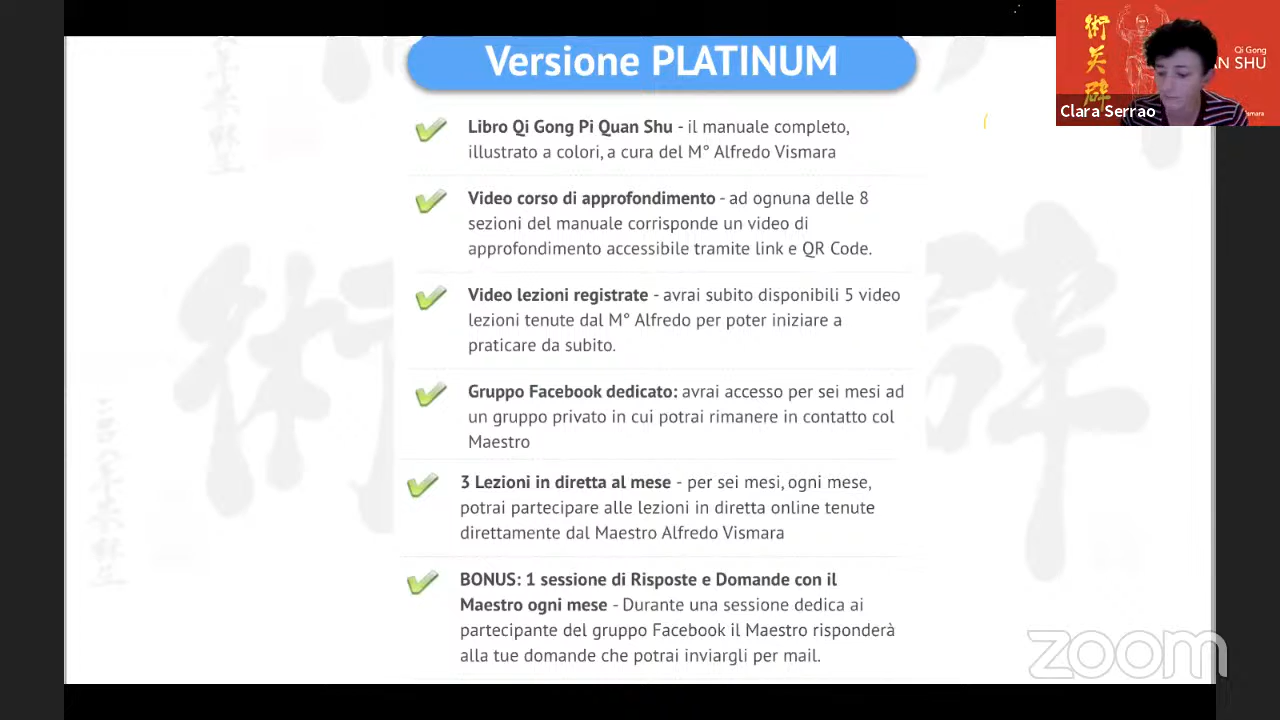 Versione PLATINUM
Libro Qi Gong Pi Quan Shu - il manuale completo,
illustrato a colori, a cura del M° Alfredo Vismara
Video corso di approfondimento - ad ognuna delle 8
sezioni del manuale corrisponde un video di
approfondimento accessibile tramite link e QR Code.
Video lezioni registrate - avrai subito disponibili 5 video
lezioni tenute dal M° Alfredo per poter iniziare a
praticare da subito.
Gruppo Facebook dedicato: avrai accesso per sei mesi ad
un gruppo privato in cui potrai rimanere in contatto col
Maestro
3 Lezioni in diretta al mese - per sei mesi, ogni mese,
potrai partecipare alle lezioni in diretta online tenute
direttamente dal Maestro Alfredo Vismara
BONUS: 1 sessione di Risposte e Domande con il
Maestro ogni mese - Durante una sessione dedica ai
partecipante del gruppo Facebook il Maestro risponderà
alla tue domande che potrai inviargli per mail.
Qi Gong
AN SHU
Clara Serrao
zoom